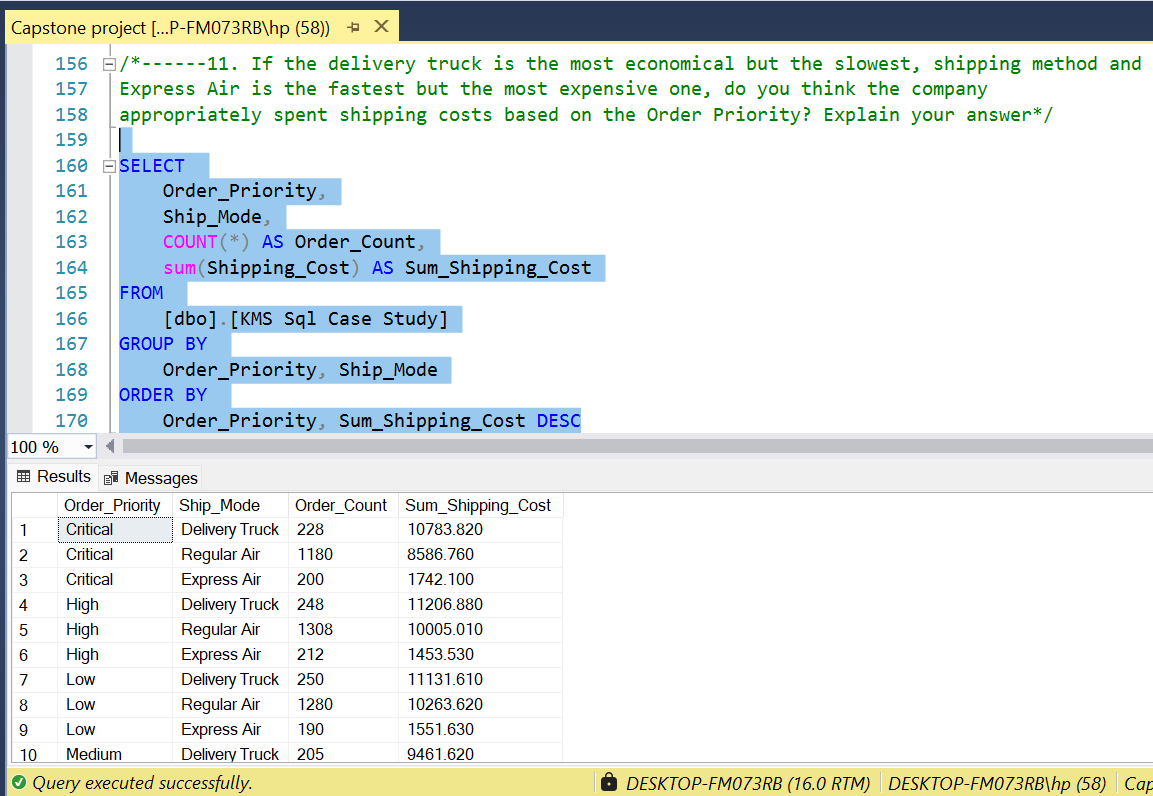 Capstone project [...P-FM073RB\hp (58))
156 /*------11. If the delivery truck is the most economical but the slowest, shipping method and
157 Express Air is the fastest but the most expensive one, do you think the company
158 appropriately spent shipping costs based on the Order Priority? Explain your answer*/
159
160 SELECT
161 Order_Priority,
162 Ship_Mode,
163 COUNT(*) AS Order_Count,
164 sum(Shipping_Cost) AS Sum_Shipping_Cost
165 FROM
166 [dbo].[KMS Sql Case Study]
167 GROUP BY
168 Order_Priority, Ship_Mode
169 ORDER BY
170 Order_Priority, Sum_Shipping_Cost DESC
100 %
Results Messages
Order_Priority Ship_Mode Order_Count Sum_Shipping_Cost
1 Critical Delivery Truck 228 10783.820
2 Critical Regular Air 1180 8586.760
3 Critical Express Air 200 1742.100
4 High Delivery Truck 248 11206.880
5 High Regular Air 1308 10005.010
6 High Express Air 212 1453.530
7 Low Delivery Truck 250 11131.610
8 Low Regular Air 1280 10263.620
9 Low Express Air 190 1551.630
10 Medium Delivery Truck 205 9461.620
Query executed successfully. DESKTOP-FM073RB (16.0 RTM) DESKTOP-FM073RB\hp (58) Cap